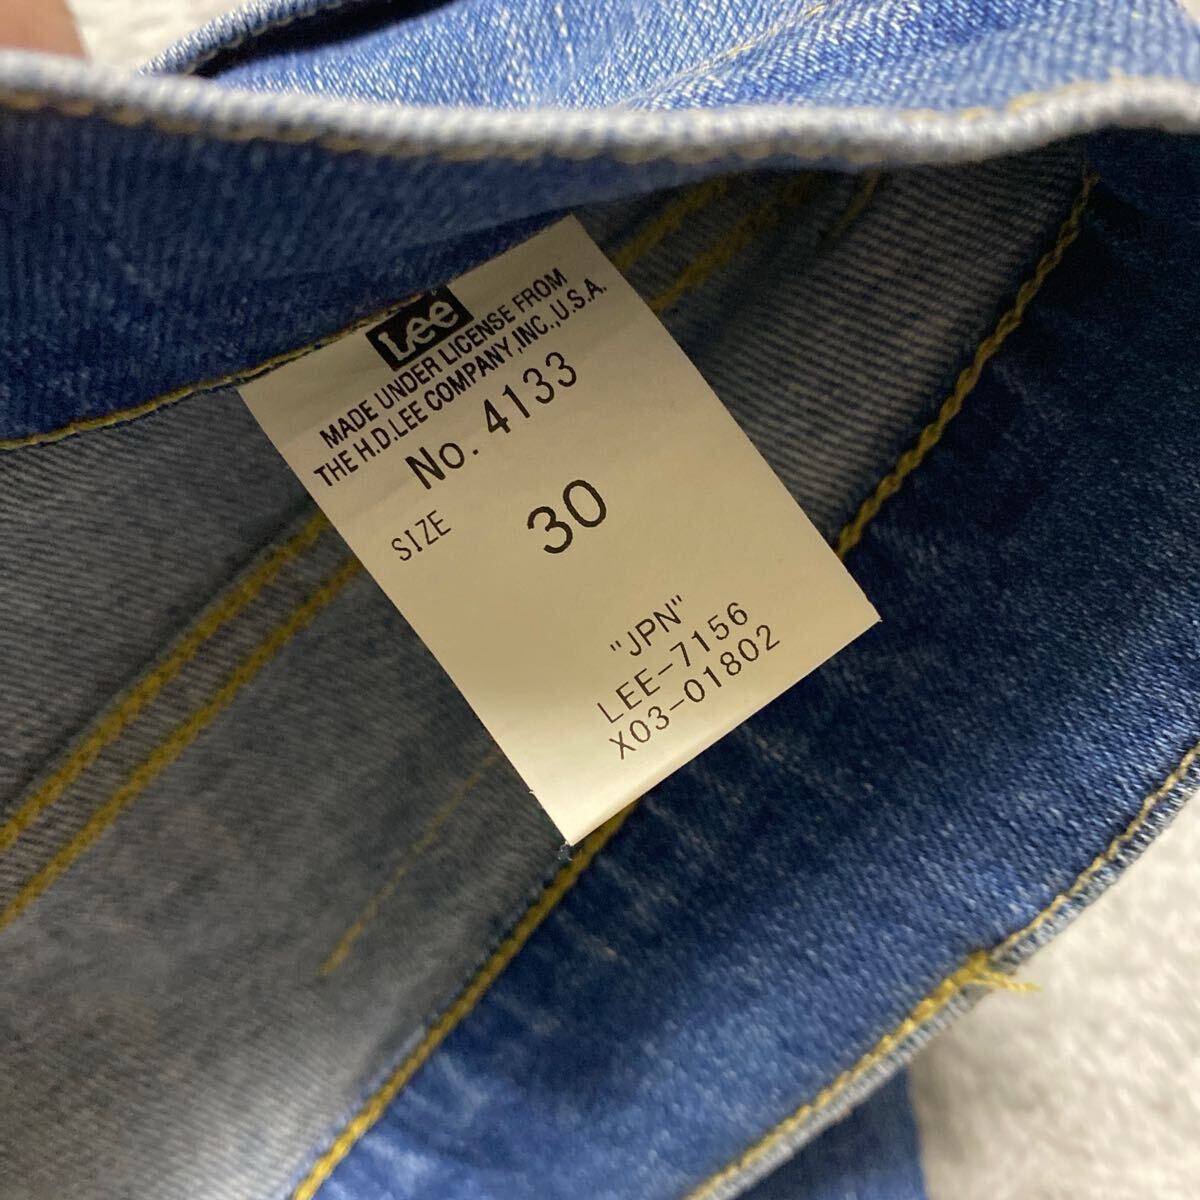 Lee
MADE UNDER LICENSE FROM
THE H.D.LEE COMPANY,INC.,U.S.A.
No. 4133
SIZE 30
"JPN"
LEE-7156
X03-01802